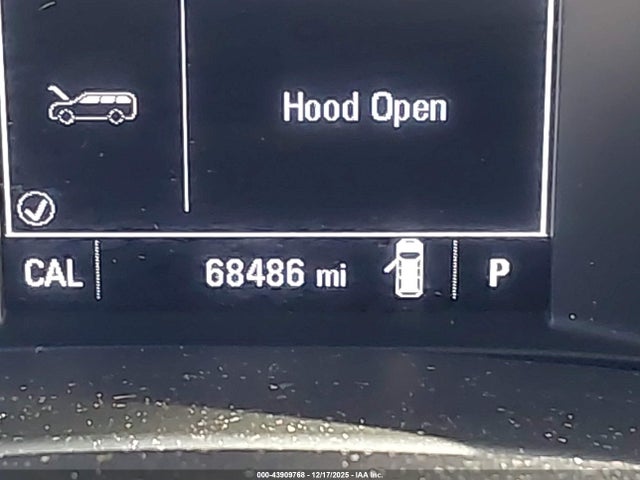 Hood Open
CAL 68486 mi P
000-43909768 - 12/17/2025 - IAA Inc.